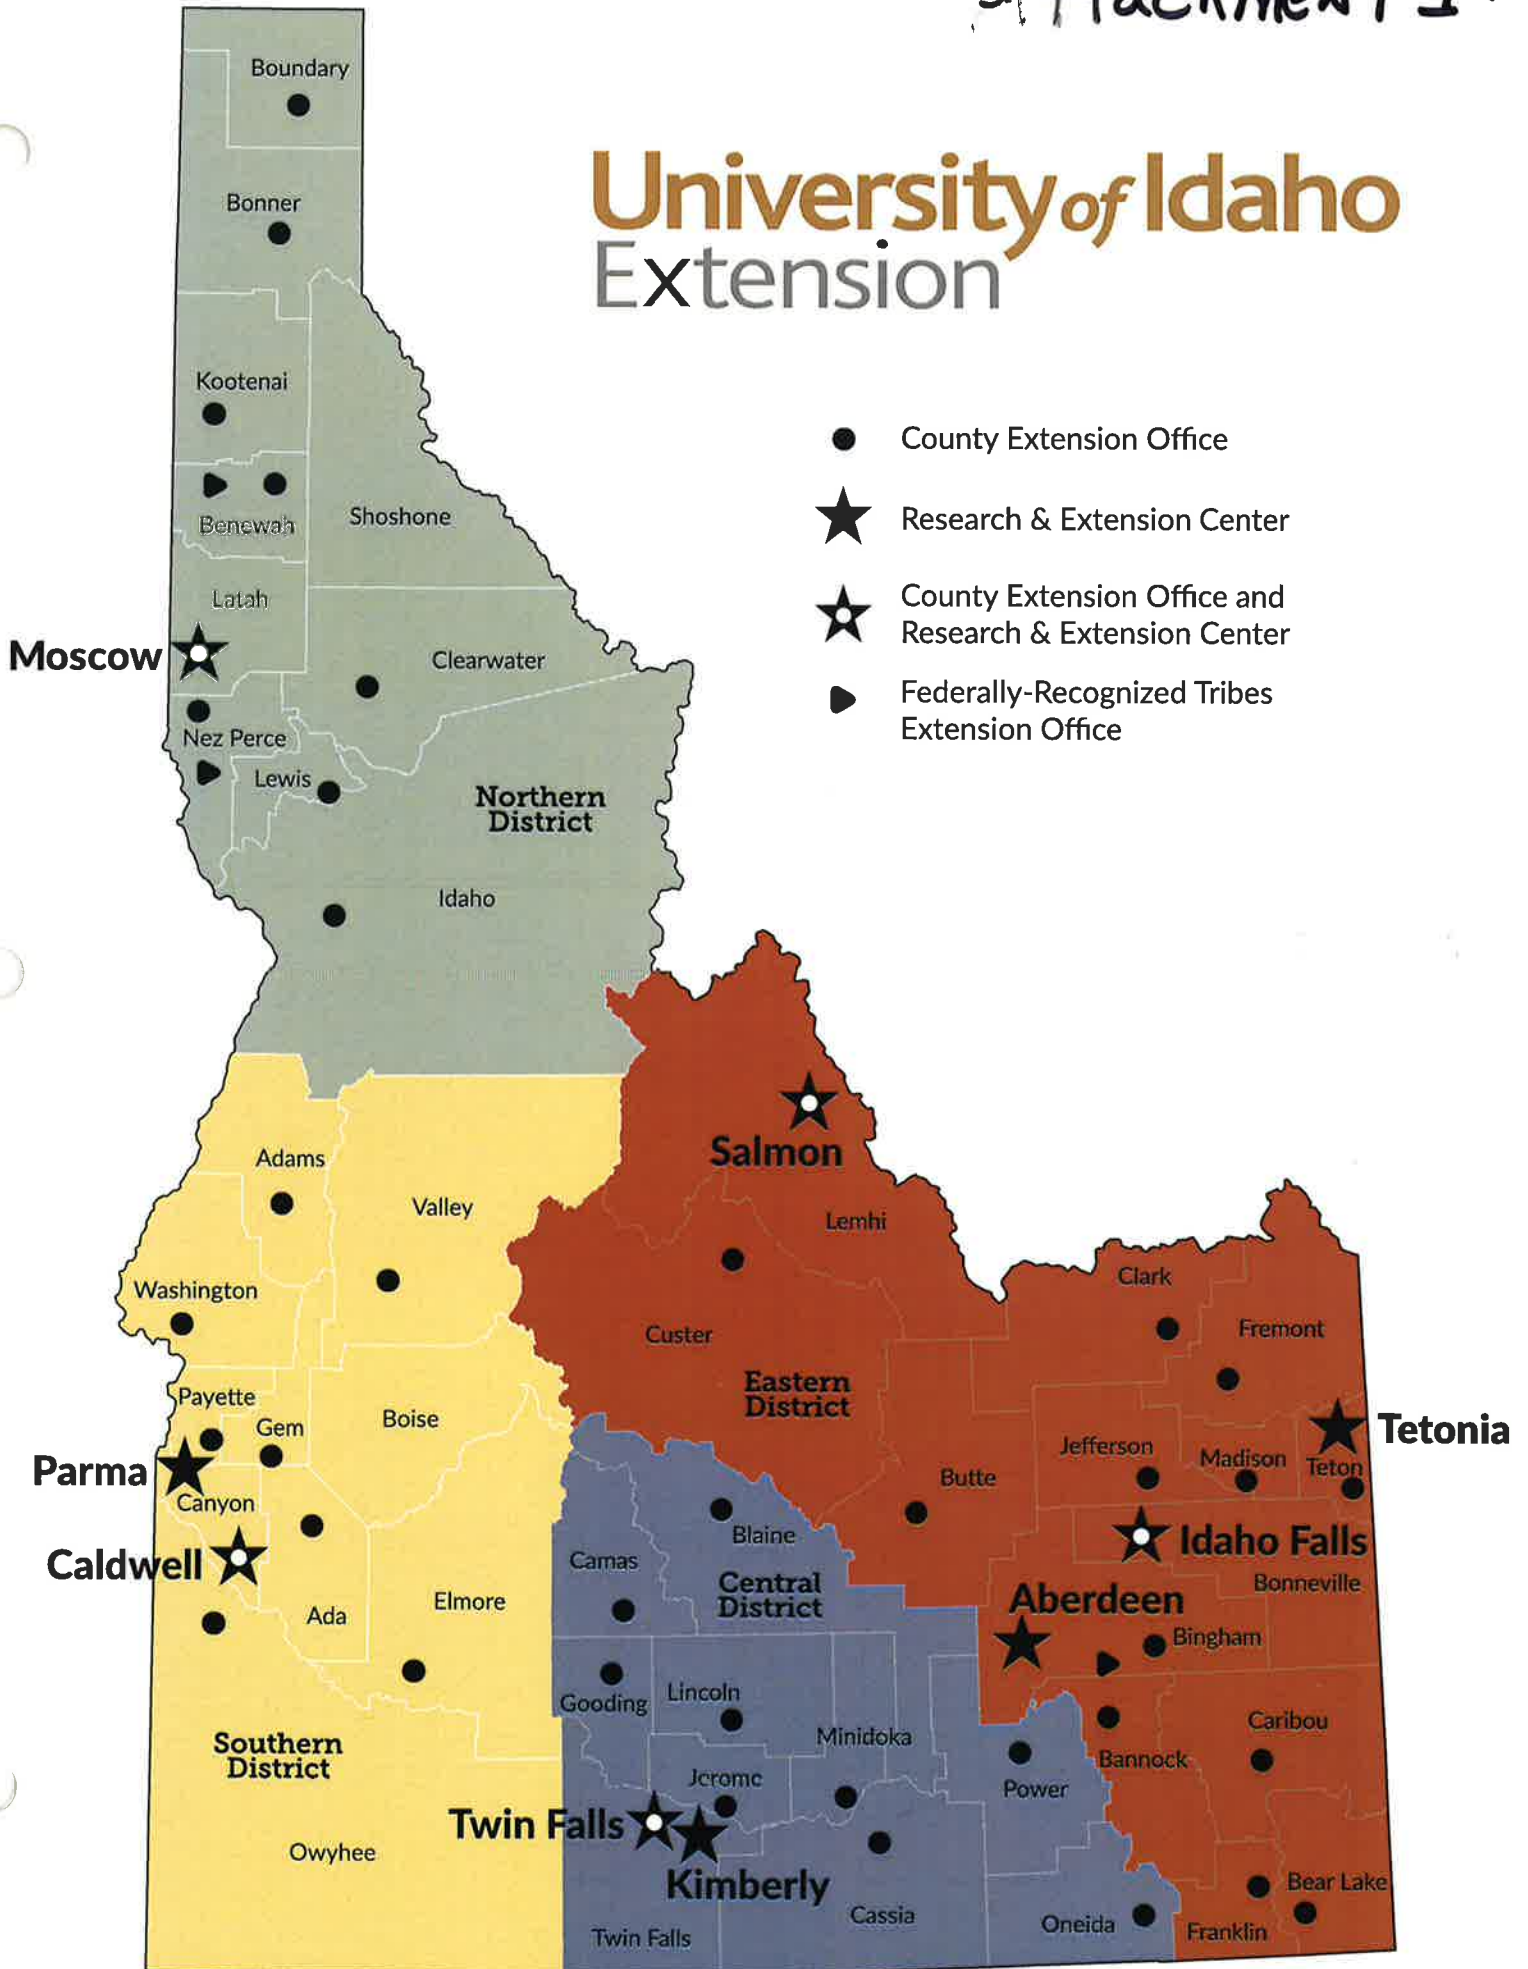 Attachment 1
University of Idaho
Extension
County Extension Office
Research & Extension Center
County Extension Office and
Research & Extension Center
Federally-Recognized Tribes
Extension Office
Boundary
Bonner
Kootenai
Benewah
Shoshone
Latah
Moscow
Clearwater
Nez Perce
Lewis
Northern
District
Idaho
Salmon
Adams
Valley
Lemhi
Washington
Clark
Custer
Fremont
Eastern
District
Payette
Gem
Boise
Tetonia
Jefferson
Madison
Teton
Parma
Butte
Canyon
Blaine
Idaho Falls
Caldwell
Camas
Central
District
Bonneville
Elmore
Aberdeen
Ada
Bingham
Gooding
Lincoln
Minidoka
Caribou
Southern
District
Bannock
Jerome
Power
Twin Falls
Owyhee
Kimberly
Bear Lake
Cassia
Oneida
Franklin
Twin Falls